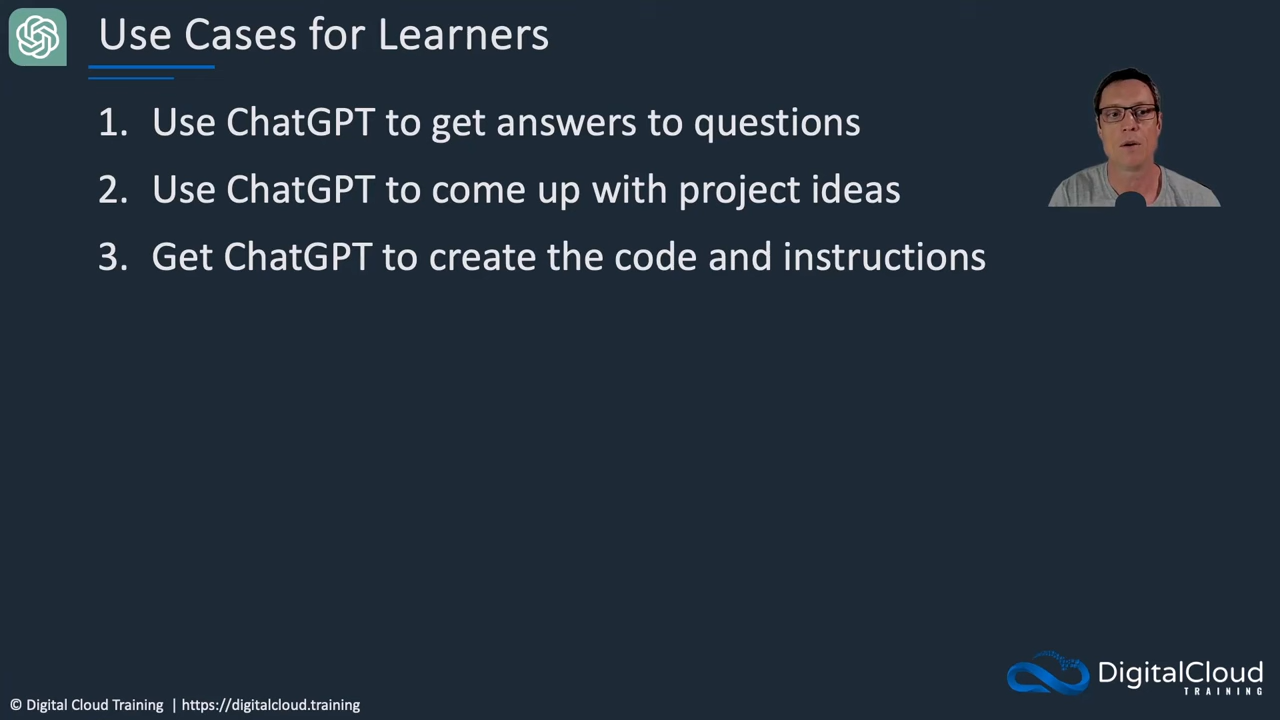 Use Cases for Learners
1. Use ChatGPT to get answers to questions
2. Use ChatGPT to come up with project ideas
3. Get ChatGPT to create the code and instructions
DigitalCloud
TRAINING
© Digital Cloud Training | https://digitalcloud.training